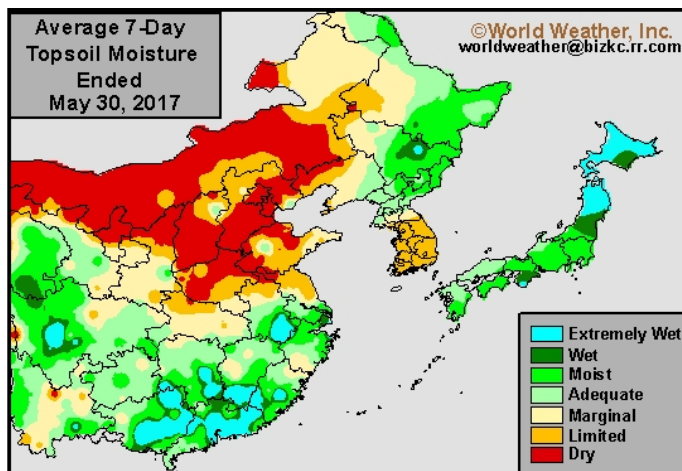 Average 7-Day
Topsoil Moisture
Ended
May 30, 2017
©World Weather, Inc.
worldweather@bizkc.rr.com
Extremely Wet
Wet
Moist
Adequate
Marginal
Limited
Dry